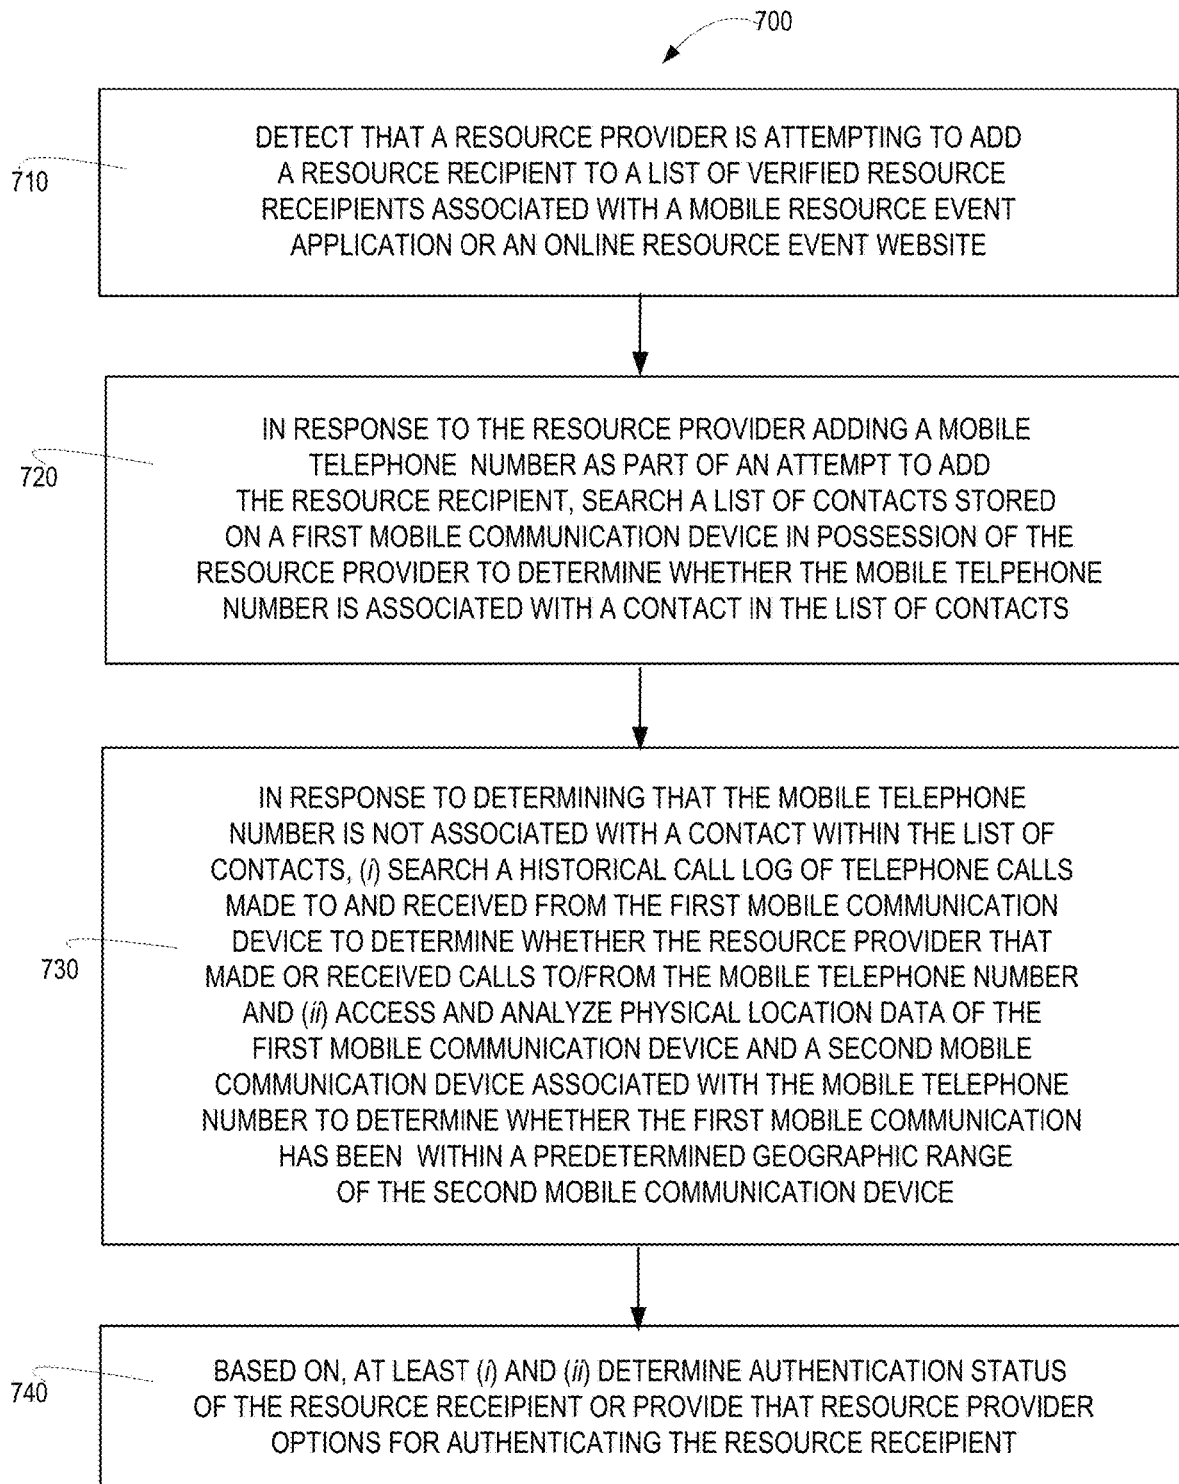 700
710
DETECT THAT A RESOURCE PROVIDER IS ATTEMPTING TO ADD
A RESOURCE RECIPIENT TO A LIST OF VERIFIED RESOURCE
RECEIPIENTS ASSOCIATED WITH A MOBILE RESOURCE EVENT
APPLICATION OR AN ONLINE RESOURCE EVENT WEBSITE
720
IN RESPONSE TO THE RESOURCE PROVIDER ADDING A MOBILE
TELEPHONE NUMBER AS PART OF AN ATTEMPT TO ADD
THE RESOURCE RECIPIENT, SEARCH A LIST OF CONTACTS STORED
ON A FIRST MOBILE COMMUNICATION DEVICE IN POSSESSION OF THE
RESOURCE PROVIDER TO DETERMINE WHETHER THE MOBILE TELPEHONE
NUMBER IS ASSOCIATED WITH A CONTACT IN THE LIST OF CONTACTS
730
IN RESPONSE TO DETERMINING THAT THE MOBILE TELEPHONE
NUMBER IS NOT ASSOCIATED WITH A CONTACT WITHIN THE LIST OF
CONTACTS, (i) SEARCH A HISTORICAL CALL LOG OF TELEPHONE CALLS
MADE TO AND RECEIVED FROM THE FIRST MOBILE COMMUNICATION
DEVICE TO DETERMINE WHETHER THE RESOURCE PROVIDER THAT
MADE OR RECEIVED CALLS TO/FROM THE MOBILE TELEPHONE NUMBER
AND (ii) ACCESS AND ANALYZE PHYSICAL LOCATION DATA OF THE
FIRST MOBILE COMMUNICATION DEVICE AND A SECOND MOBILE
COMMUNICATION DEVICE ASSOCIATED WITH THE MOBILE TELEPHONE
NUMBER TO DETERMINE WHETHER THE FIRST MOBILE COMMUNICATION
HAS BEEN WITHIN A PREDETERMINED GEOGRAPHIC RANGE
OF THE SECOND MOBILE COMMUNICATION DEVICE
740
BASED ON, AT LEAST (i) AND (ii) DETERMINE AUTHENTICATION STATUS
OF THE RESOURCE RECEIPIENT OR PROVIDE THAT RESOURCE PROVIDER
OPTIONS FOR AUTHENTICATING THE RESOURCE RECEIPIENT